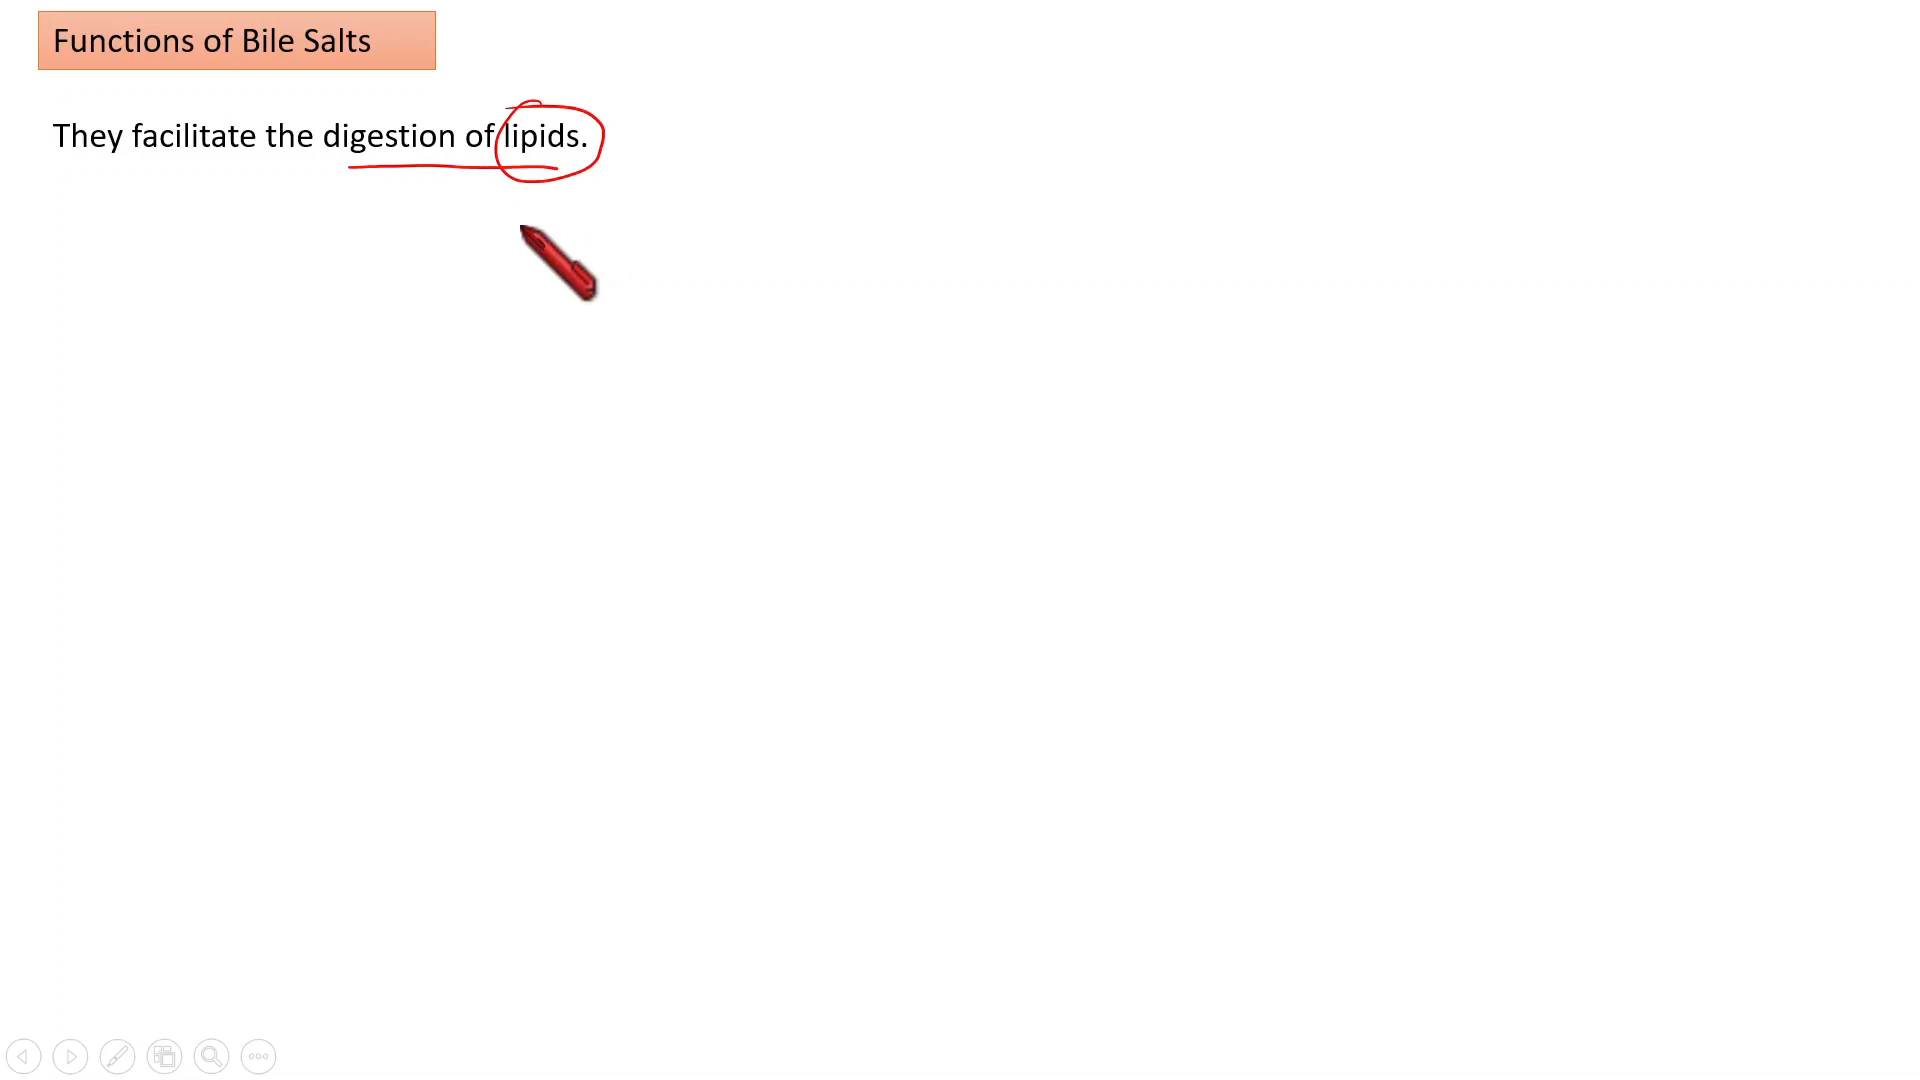 Functions of Bile Salts
They facilitate the digestion of lipids.